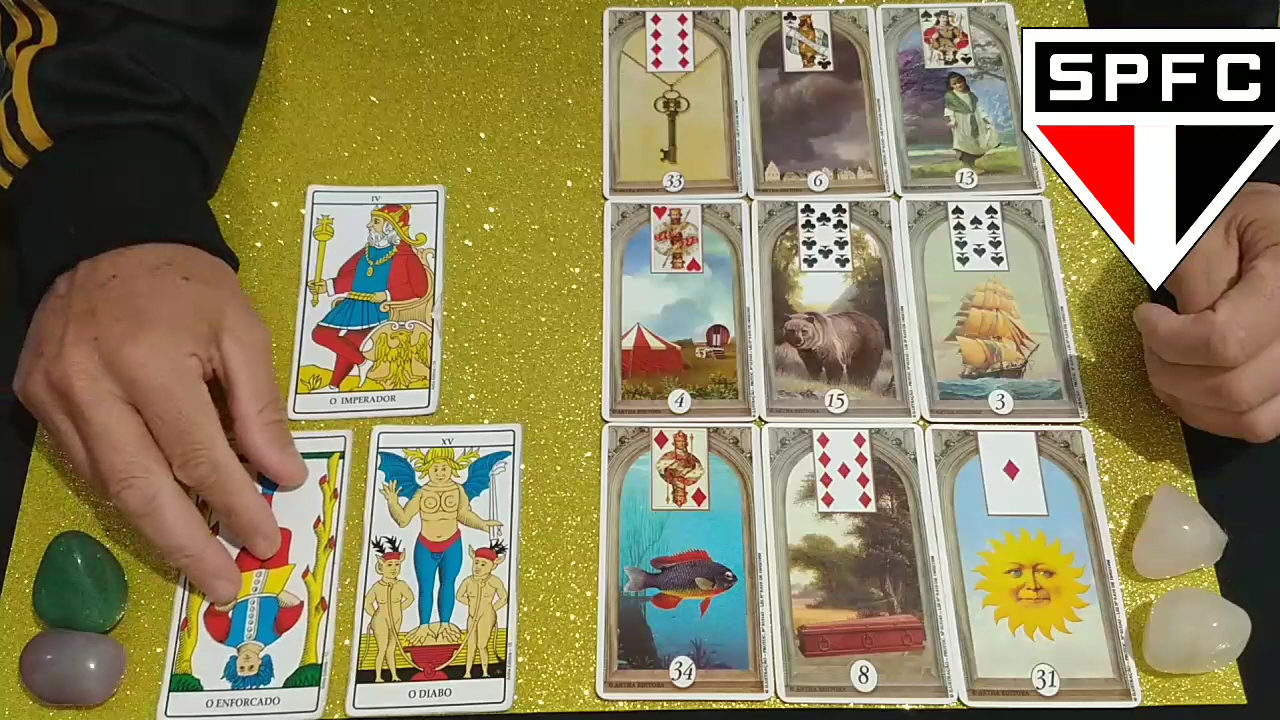 SPFC
33
6
13
IV
O IMPERADOR
4
15
3
XV
O ENFORCADO
O DIABO
34
8
31